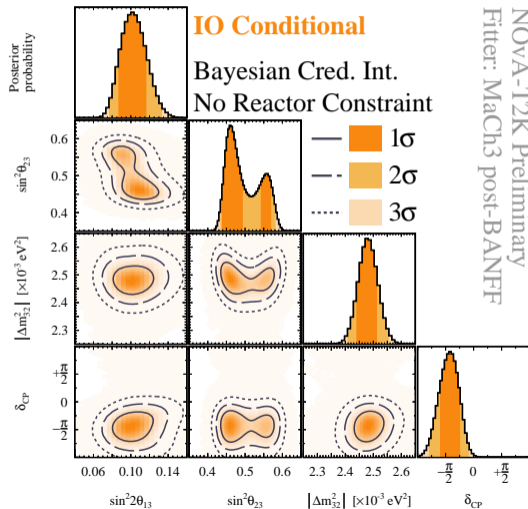 IO Conditional
Bayesian Cred. Int.
No Reactor Constraint
1σ
2σ
3σ
NOvA-T2K Preliminary
Fitter: MaCh3 post-BANFF
Posterior
probability
sin²θ₂₃
0.6
0.5
0.4
|Δm²₃₂| [×10⁻³ eV²]
2.6
2.5
2.4
2.3
δCP
+π/2
0
-π/2
0.06 0.10 0.14
sin²2θ₁₃
0.4 0.5 0.6
sin²θ₂₃
2.3 2.4 2.5 2.6
|Δm²₃₂| [×10⁻³ eV²]
-π/2 0 +π/2
δCP